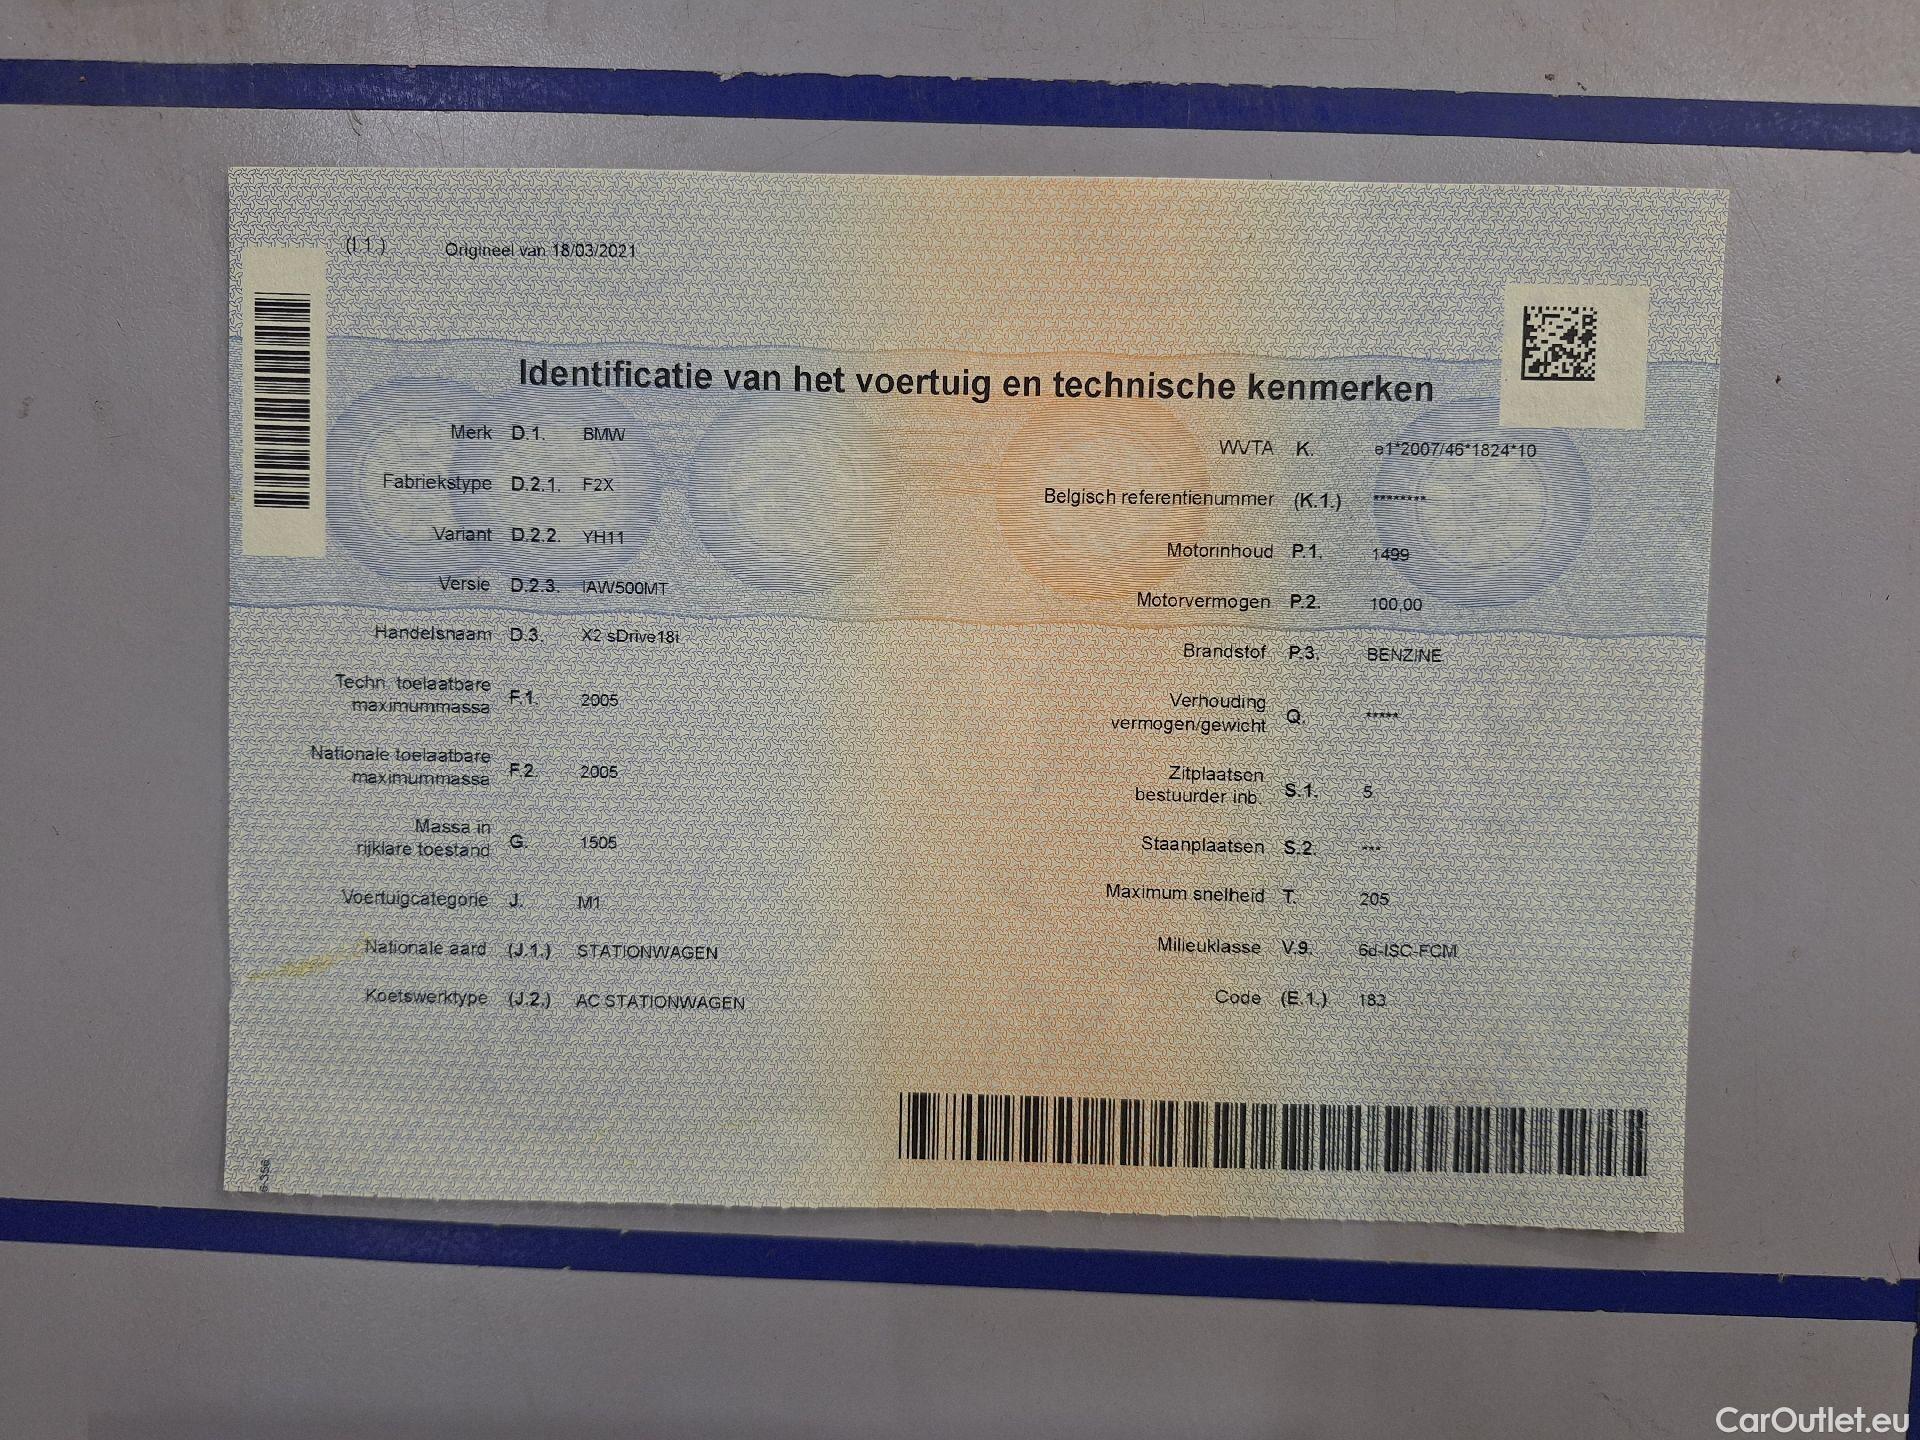 (I.1.) Origineel van 18/03/2021
Identificatie van het voertuig en technische kenmerken
Merk D.1. BMW
Fabriekstype D.2.1. F2X
Variant D.2.2. YH11
Versie D.2.3. IAW500MT
Handelsnaam D.3. X2 sDrive18i
Techn. toelaatbare
maximummassa F.1. 2005
Nationale toelaatbare
maximummassa F.2. 2005
Massa in
rijklare toestand G. 1505
Voertuigcategorie J. M1
Nationale aard (J.1.) STATIONWAGEN
Koetswerktype (J.2.) AC STATIONWAGEN
WVTA K. e1*2007/46*1824*10
Belgisch referentienummer (K.1.) ********
Motorinhoud P.1. 1499
Motorvermogen P.2. 100,00
Brandstof P.3. BENZINE
Verhouding
vermogen/gewicht Q. *****
Zitplaatsen
bestuurder inb. S.1. 5
Staanplaatsen S.2. ---
Maximum snelheid T. 205
Milieuklasse V.9. 6d-ISC-FCM
Code (E.1.) 183
CarOutlet.eu